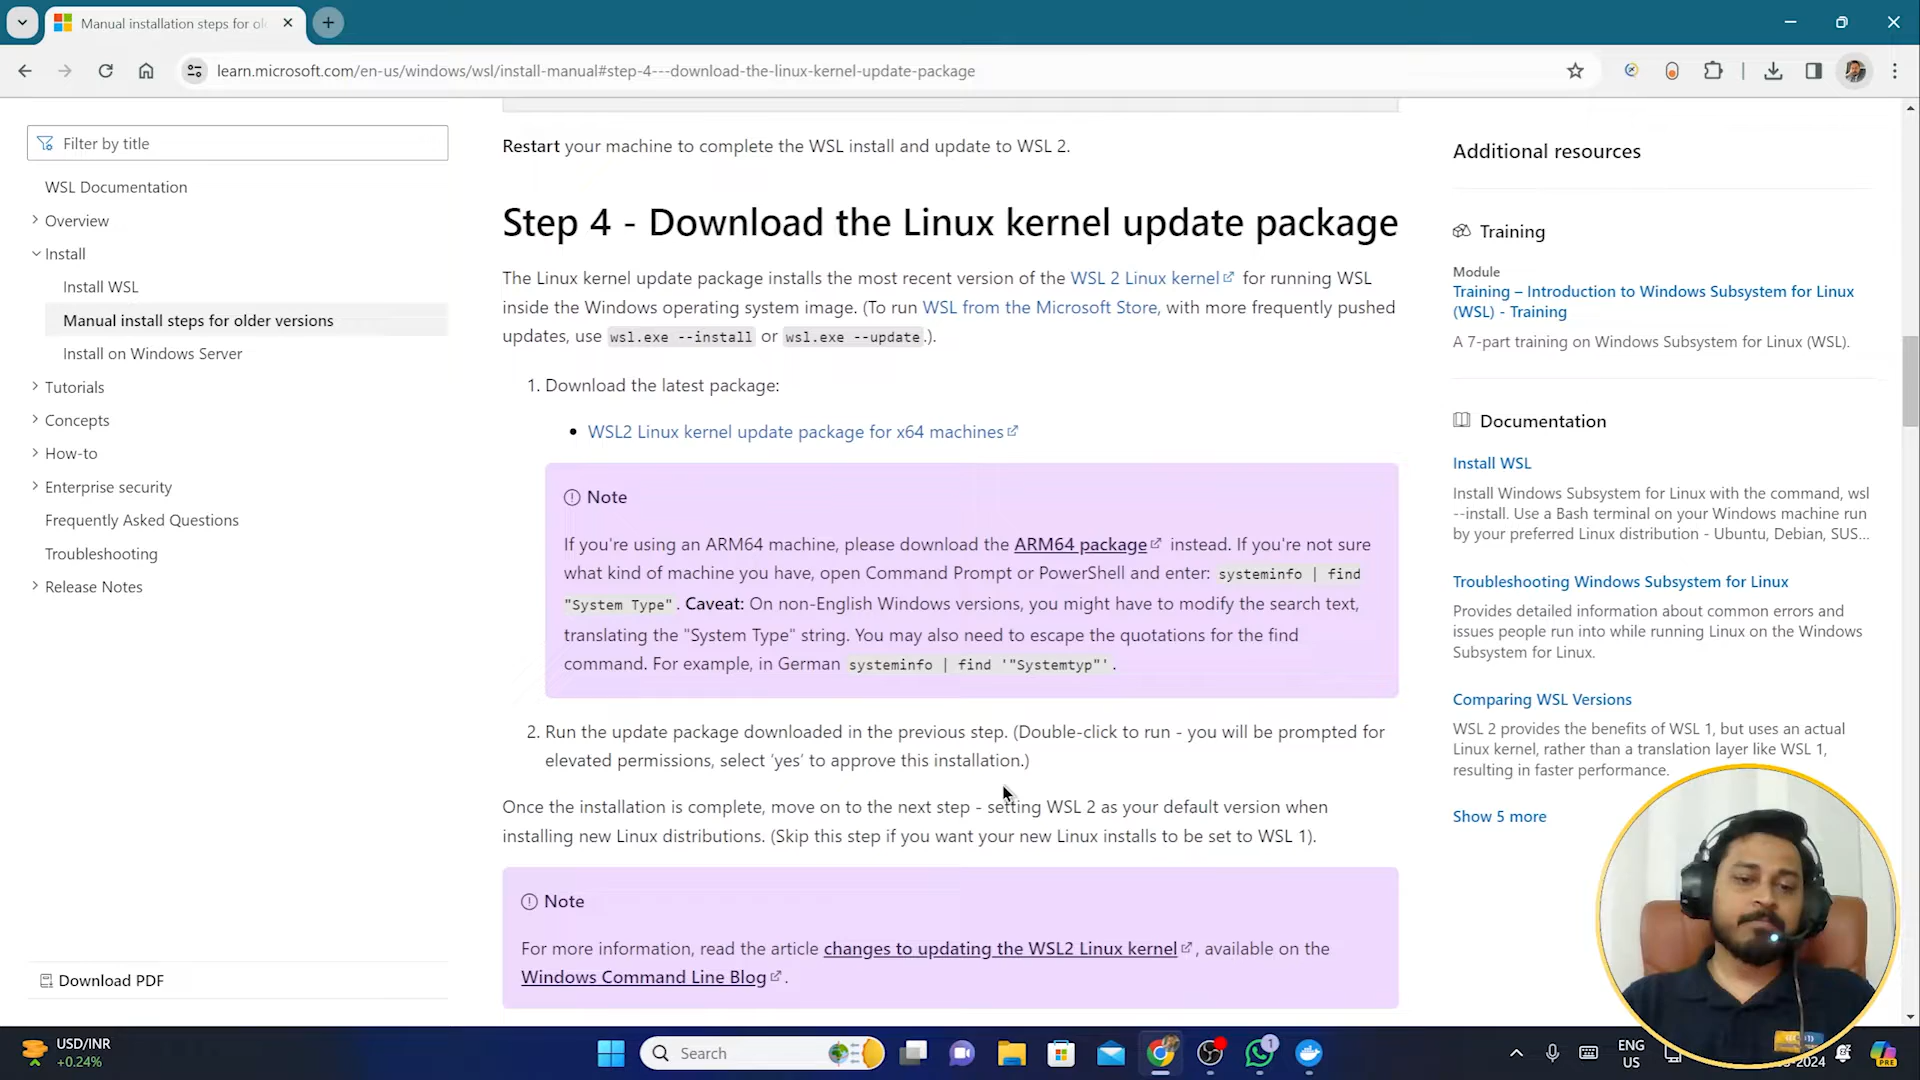 Manual installation steps for ol
learn.microsoft.com/en-us/windows/wsl/install-manual#step-4---download-the-linux-kernel-update-package
Filter by title
WSL Documentation
Overview
Install
Install WSL
Manual install steps for older versions
Install on Windows Server
Tutorials
Concepts
How-to
Enterprise security
Frequently Asked Questions
Troubleshooting
Release Notes
Download PDF
Restart your machine to complete the WSL install and update to WSL 2.
Step 4 - Download the Linux kernel update package
The Linux kernel update package installs the most recent version of the WSL 2 Linux kernel for running WSL
inside the Windows operating system image. (To run WSL from the Microsoft Store, with more frequently pushed
updates, use wsl.exe --install or wsl.exe --update.).
1. Download the latest package:
• WSL2 Linux kernel update package for x64 machines
Note
If you're using an ARM64 machine, please download the ARM64 package instead. If you're not sure
what kind of machine you have, open Command Prompt or PowerShell and enter: systeminfo | find
"System Type". Caveat: On non-English Windows versions, you might have to modify the search text,
translating the "System Type" string. You may also need to escape the quotations for the find
command. For example, in German systeminfo | find '"Systemtyp"'.
2. Run the update package downloaded in the previous step. (Double-click to run - you will be prompted for
elevated permissions, select ‘yes’ to approve this installation.)
Once the installation is complete, move on to the next step - setting WSL 2 as your default version when
installing new Linux distributions. (Skip this step if you want your new Linux installs to be set to WSL 1).
Note
For more information, read the article changes to updating the WSL2 Linux kernel, available on the
Windows Command Line Blog.
Additional resources
Training
Module
Training – Introduction to Windows Subsystem for Linux
(WSL) - Training
A 7-part training on Windows Subsystem for Linux (WSL).
Documentation
Install WSL
Install Windows Subsystem for Linux with the command, wsl
--install. Use a Bash terminal on your Windows machine run
by your preferred Linux distribution - Ubuntu, Debian, SUS...
Troubleshooting Windows Subsystem for Linux
Provides detailed information about common errors and
issues people run into while running Linux on the Windows
Subsystem for Linux.
Comparing WSL Versions
WSL 2 provides the benefits of WSL 1, but uses an actual
Linux kernel, rather than a translation layer like WSL 1,
resulting in faster performance.
Show 5 more
USD/INR
+0.24%
Search
1
ENG
US
-2024
PRE